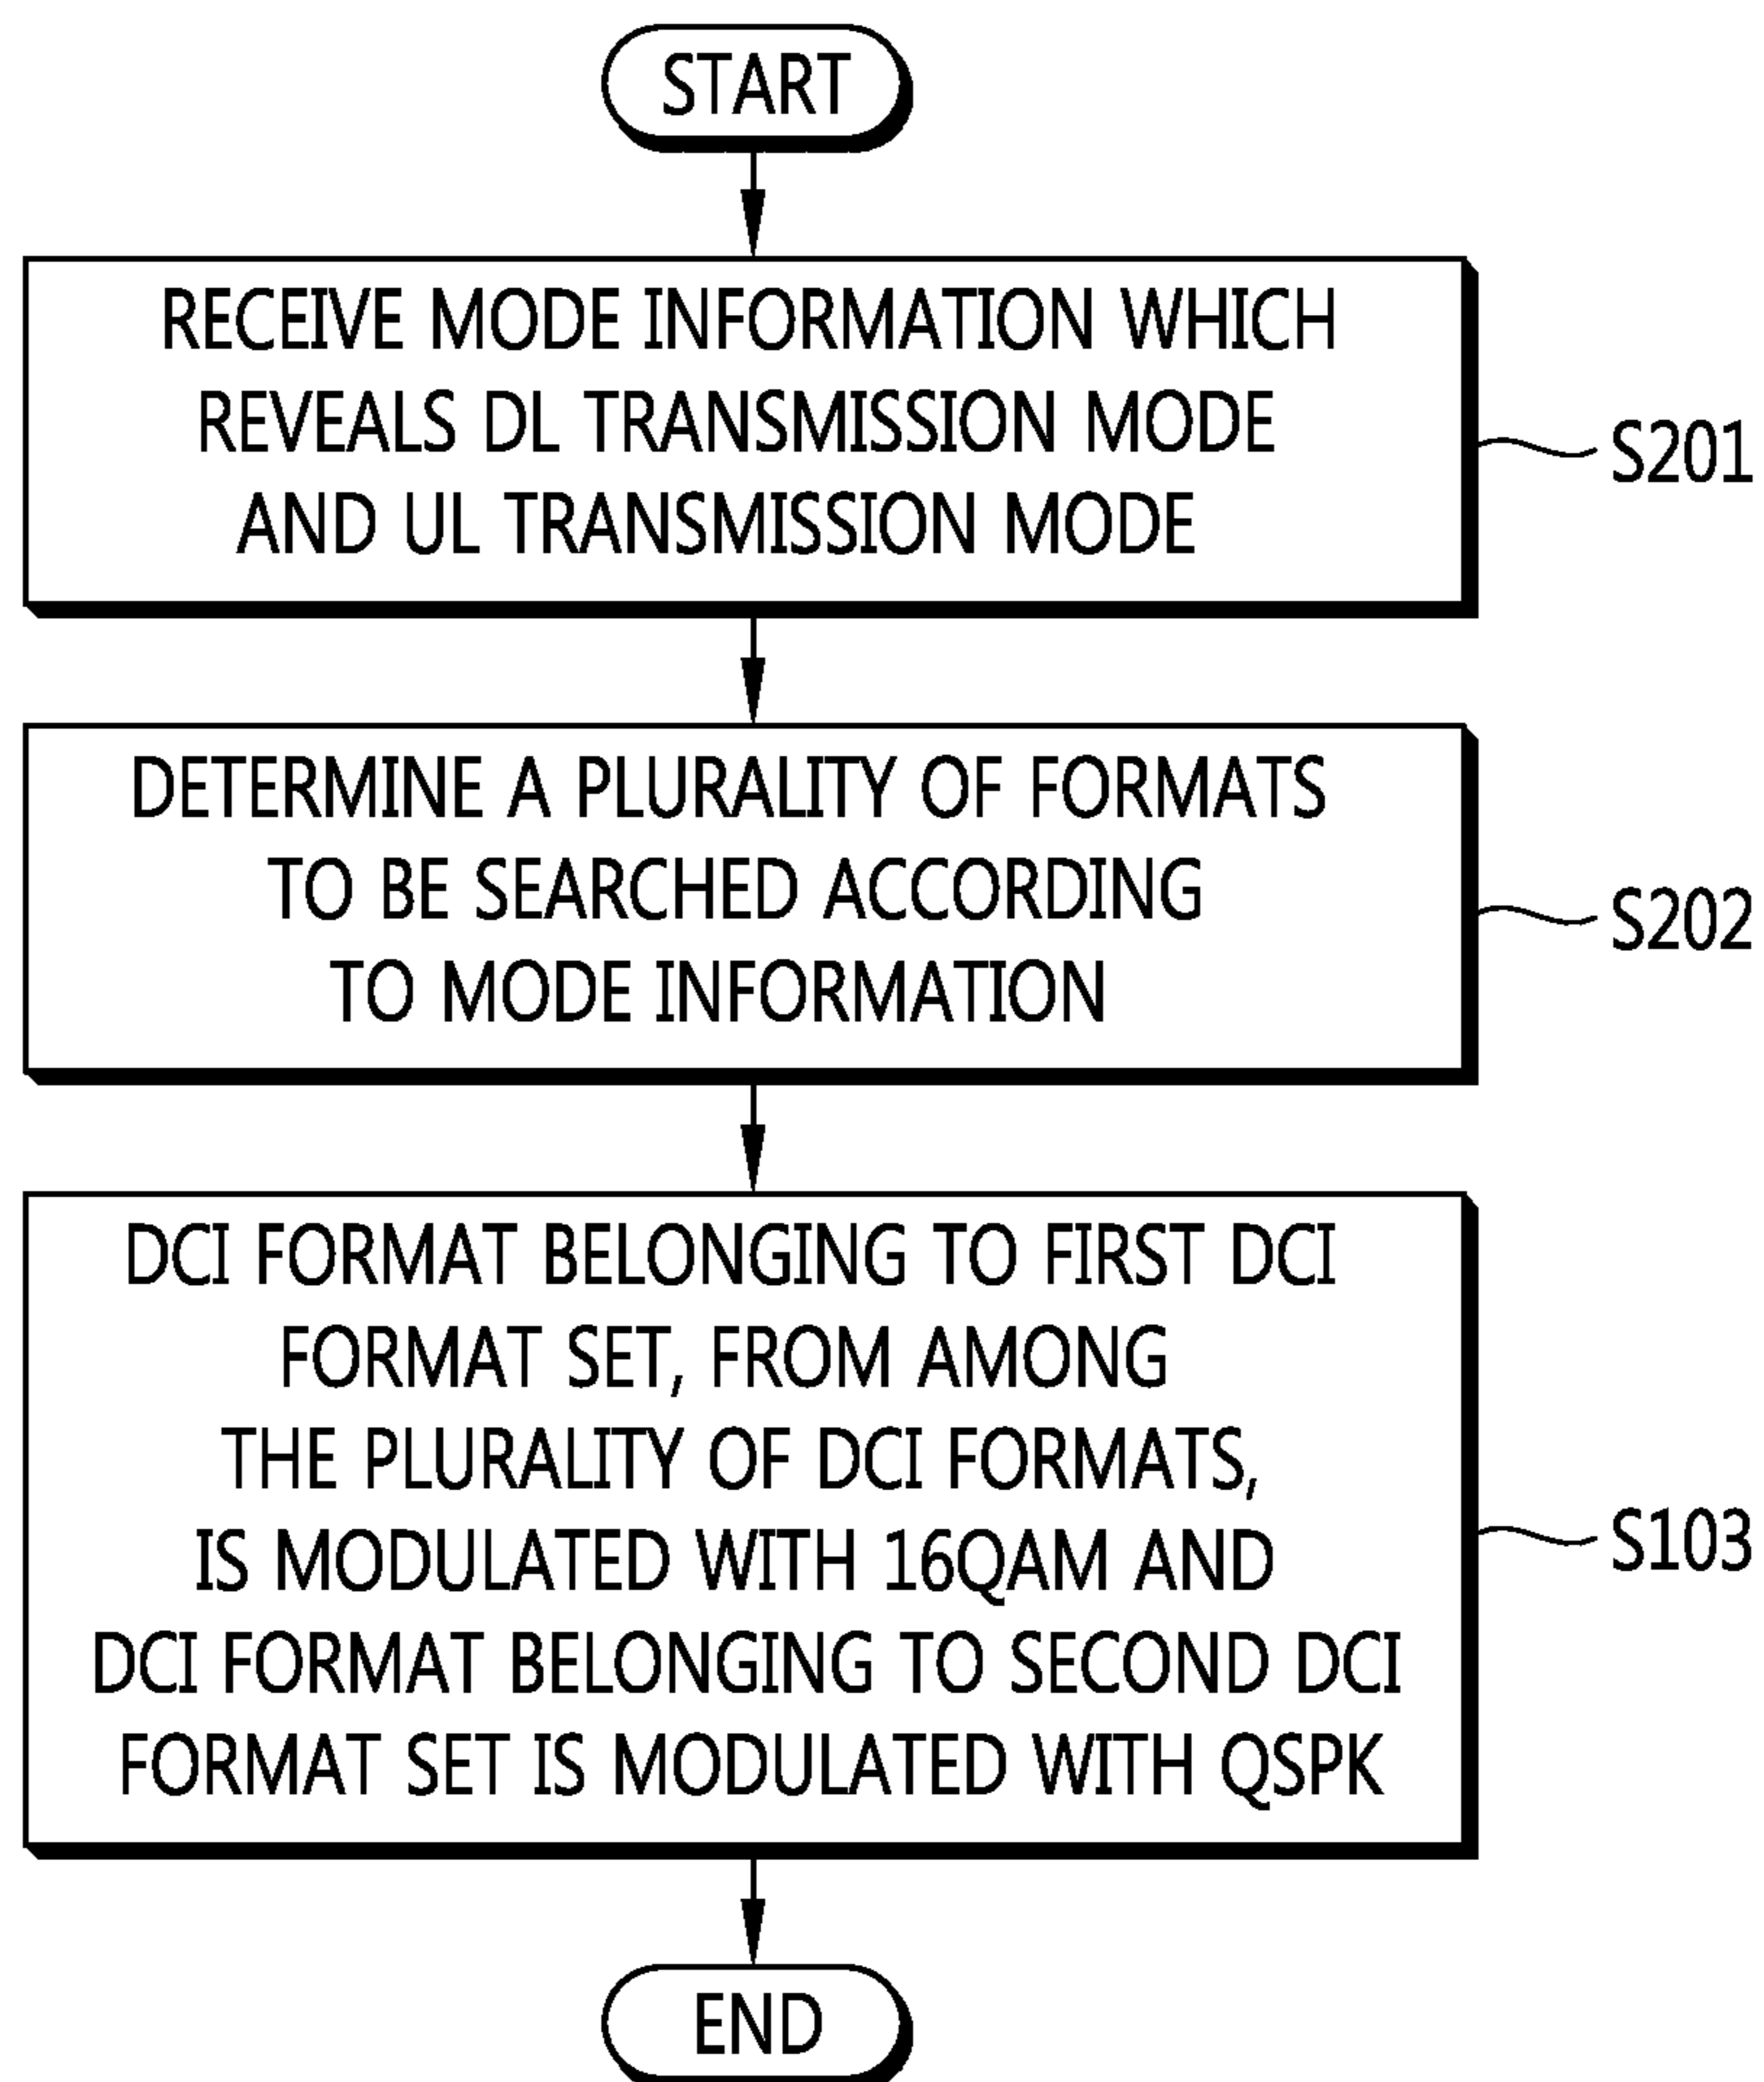 START
RECEIVE MODE INFORMATION WHICH
REVEALS DL TRANSMISSION MODE
AND UL TRANSMISSION MODE
S201
DETERMINE A PLURALITY OF FORMATS
TO BE SEARCHED ACCORDING
TO MODE INFORMATION
S202
DCI FORMAT BELONGING TO FIRST DCI
FORMAT SET, FROM AMONG
THE PLURALITY OF DCI FORMATS,
IS MODULATED WITH 16QAM AND
DCI FORMAT BELONGING TO SECOND DCI
FORMAT SET IS MODULATED WITH QSPK
S103
END